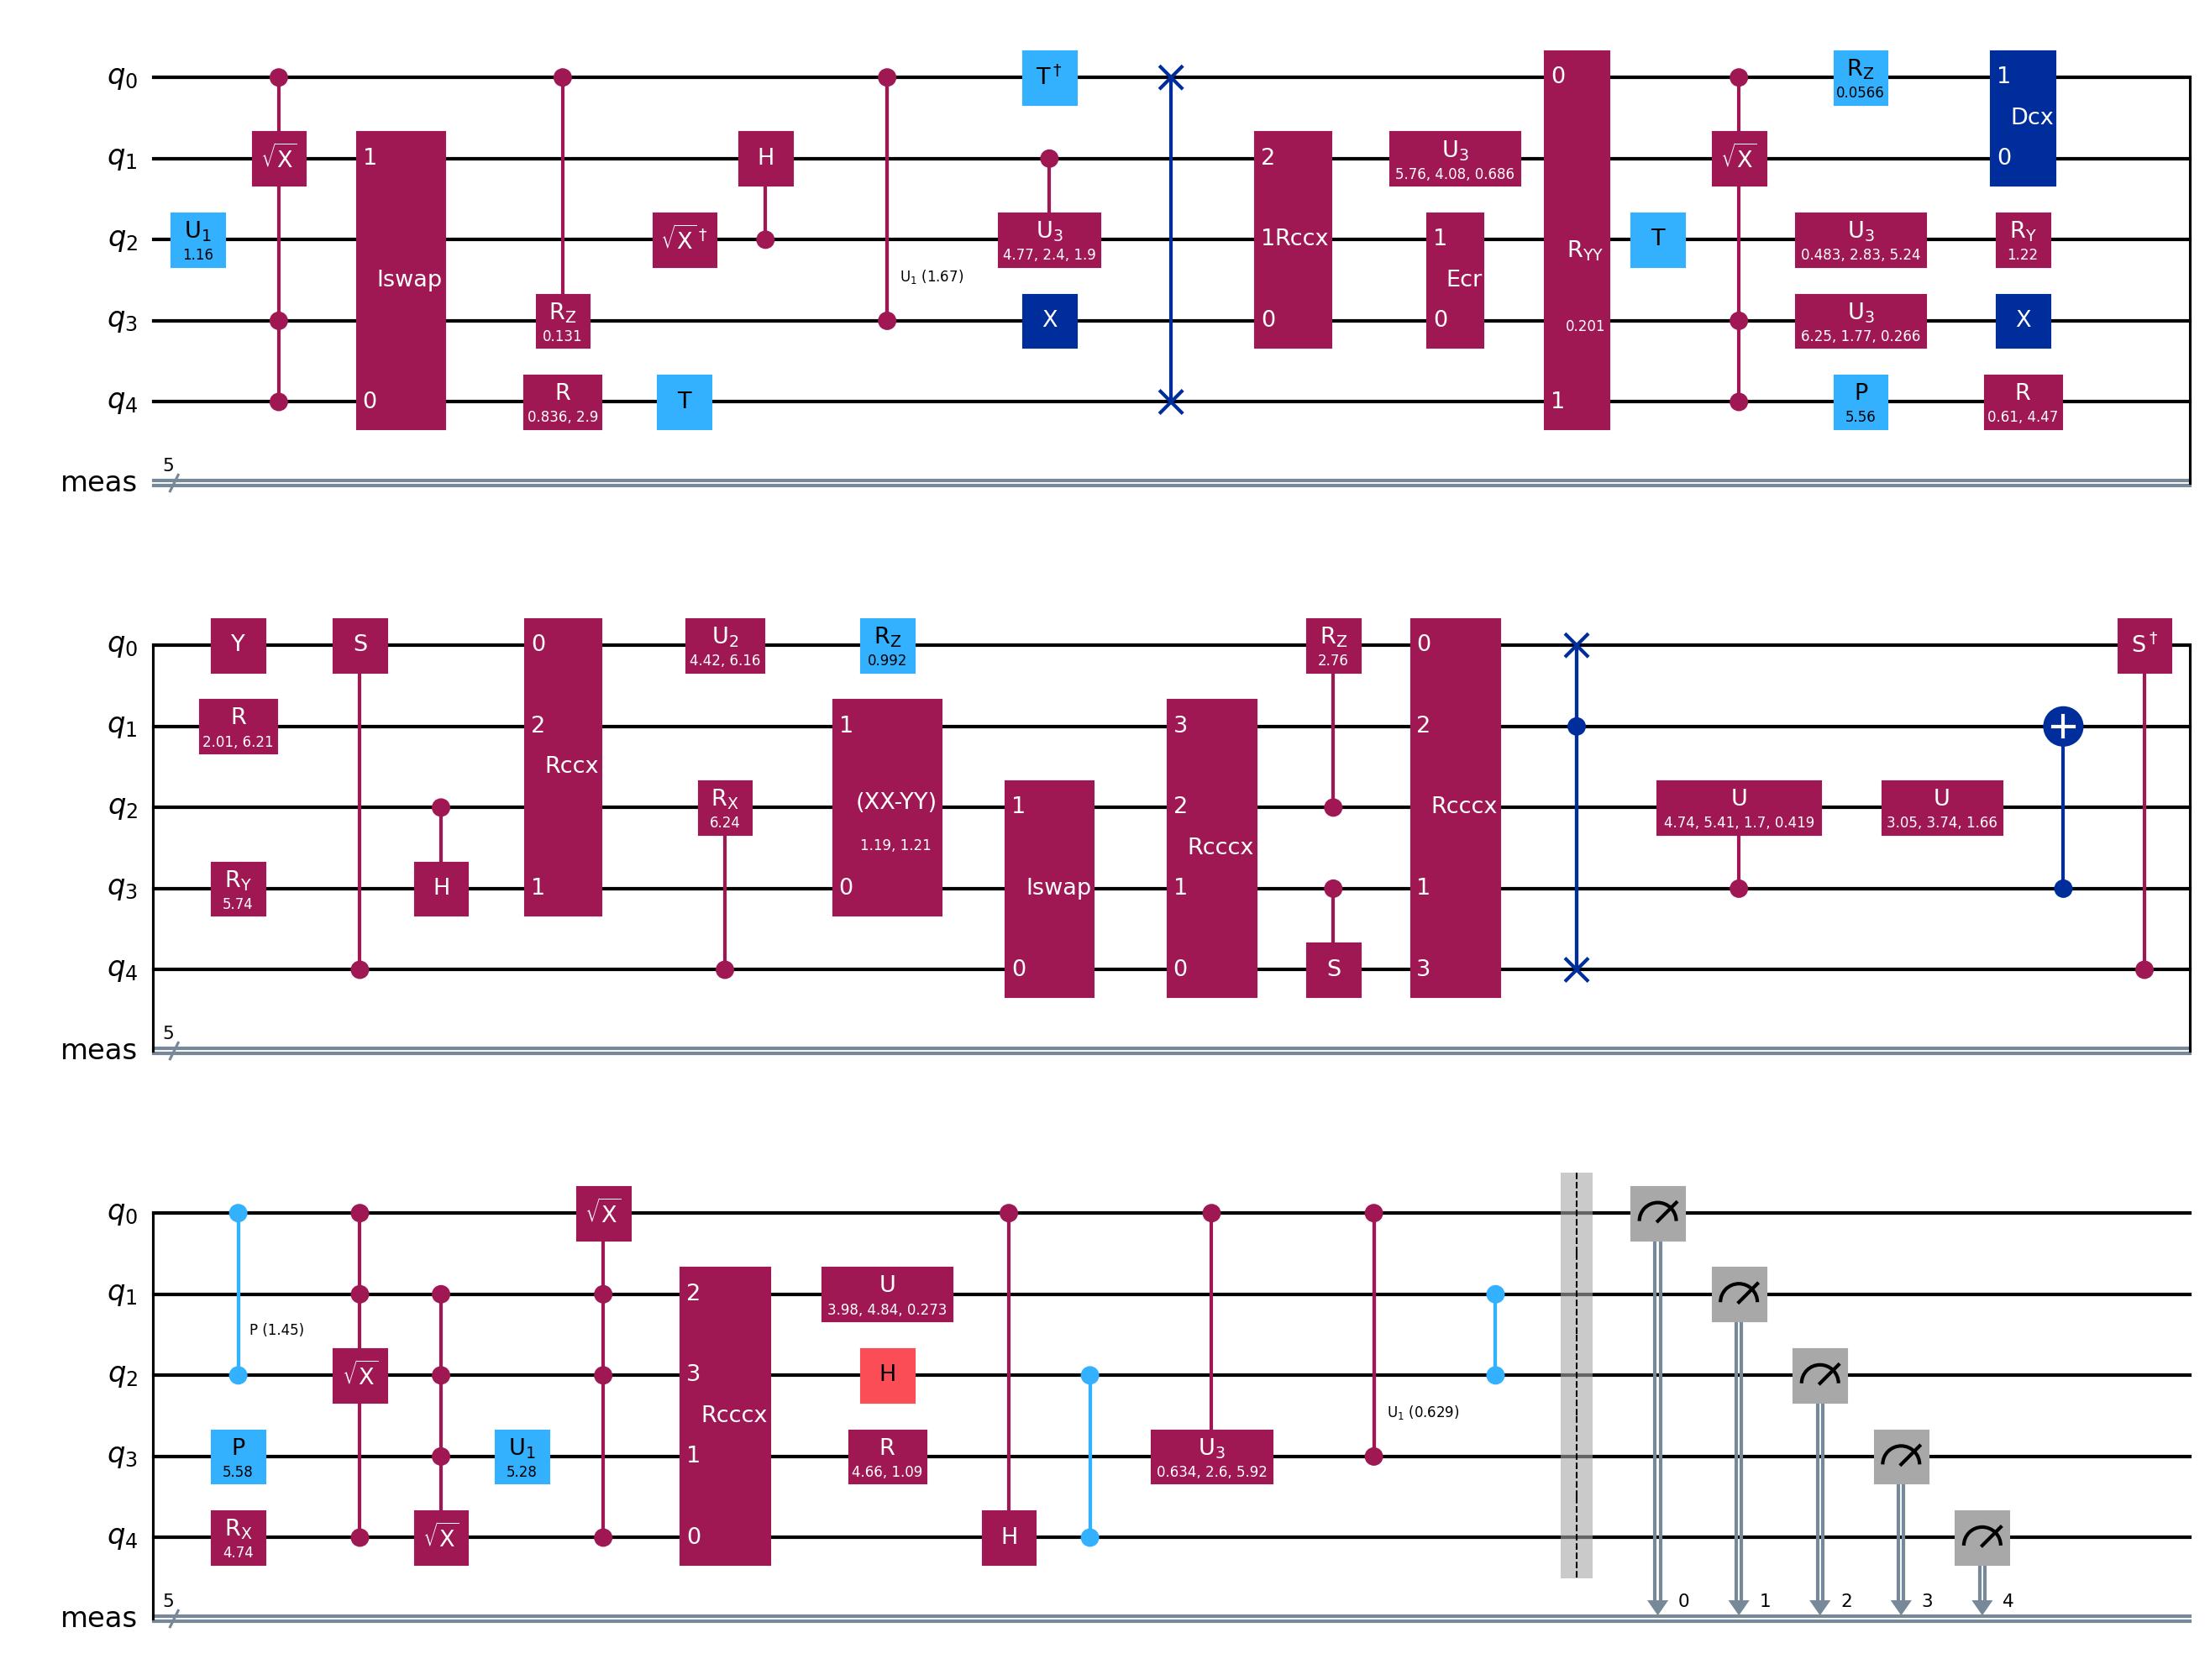 q0 T† 0 RZ 0.0566 1
√X 1 H 2 U3 5.76, 4.08, 0.686 √X Dcx 0
q1
q2 U1 1.16 √X† U3 4.77, 2.4, 1.9 1Rccx 1 RYY T U3 0.483, 2.83, 5.24 RY 1.22
Iswap U1 (1.67) Ecr
q3 RZ 0.131 X 0 0 0.201 U3 6.25, 1.77, 0.266 X
q4 0 R 0.836, 2.9 T 1 P 5.56 R 0.61, 4.47
meas 5
q0 Y S 0 U2 4.42, 6.16 RZ 0.992 RZ 2.76 0 S†
q1 R 2.01, 6.21 2 1 3 2
Rccx
q2 RX 6.24 (XX-YY) 1 2 Rcccx U 4.74, 5.41, 1.7, 0.419 U 3.05, 3.74, 1.66
1.19, 1.21 Rcccx
q3 RY 5.74 H 1 0 Iswap 1 1
q4 0 0 S 3
meas 5
q0 √X
q1 2 U 3.98, 4.84, 0.273
P (1.45)
q2 √X 3 H
Rcccx U1 (0.629)
q3 P 5.58 U1 5.28 1 R 4.66, 1.09 U3 0.634, 2.6, 5.92
q4 RX 4.74 √X 0 H
meas 5 0 1 2 3 4